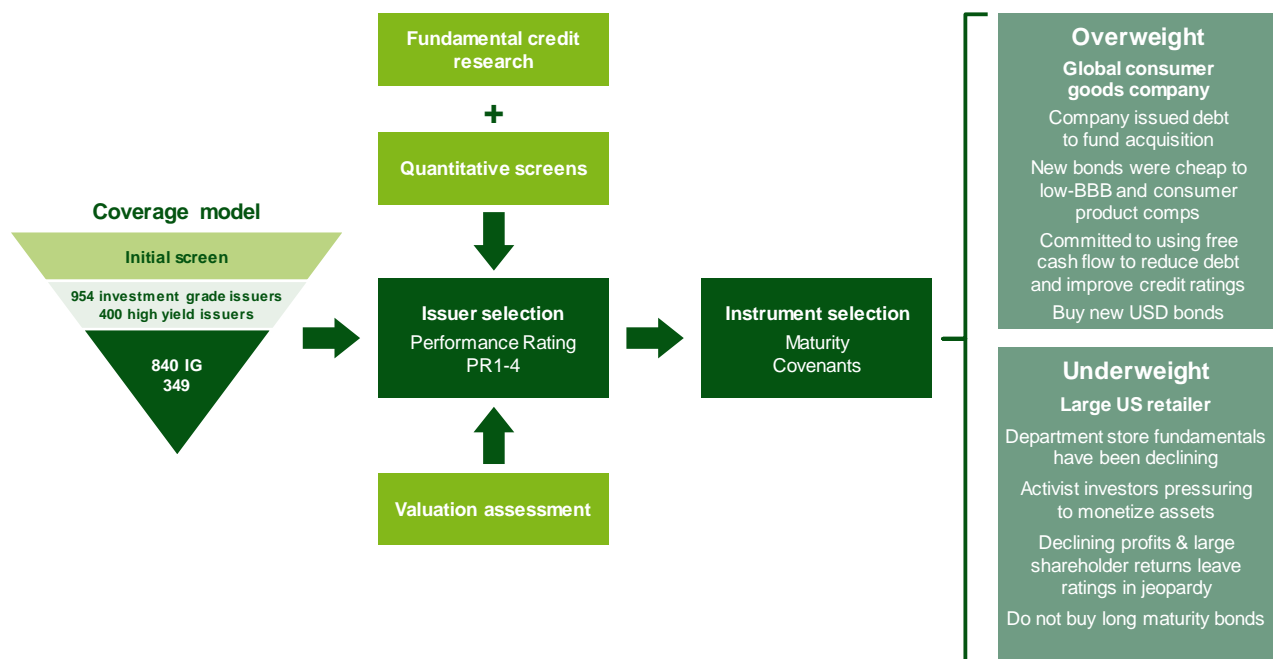 Coverage model
Initial screen
954 investment grade issuers
400 high yield issuers
840 IG
349
Fundamental credit
research
+
Quantitative screens
Issuer selection
Performance Rating
PR1-4
Valuation assessment
Instrument selection
Maturity
Covenants
Overweight
Global consumer
goods company
Company issued debt
to fund acquisition
New bonds were cheap to
low-BBB and consumer
product comps
Committed to using free
cash flow to reduce debt
and improve credit ratings
Buy new USD bonds
Underweight
Large US retailer
Department store fundamentals
have been declining
Activist investors pressuring
to monetize assets
Declining profits & large
shareholder returns leave
ratings in jeopardy
Do not buy long maturity bonds